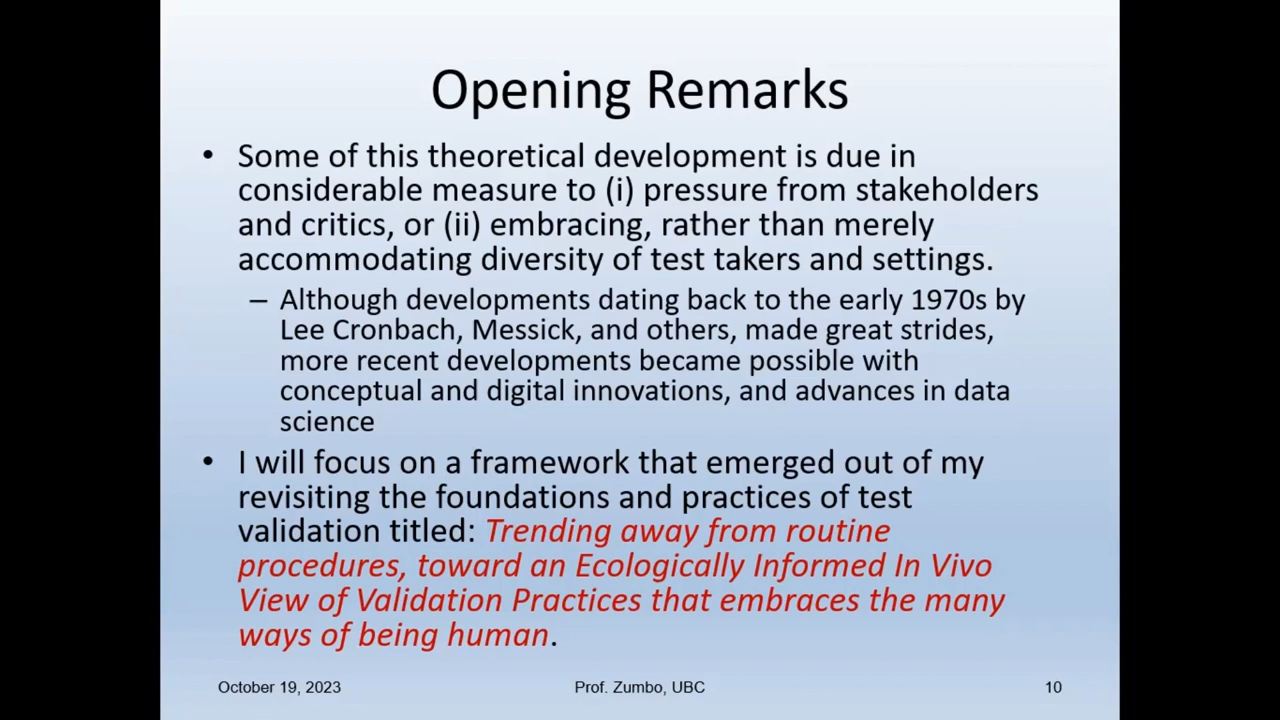 Opening Remarks
• Some of this theoretical development is due in
considerable measure to (i) pressure from stakeholders
and critics, or (ii) embracing, rather than merely
accommodating diversity of test takers and settings.
– Although developments dating back to the early 1970s by
Lee Cronbach, Messick, and others, made great strides,
more recent developments became possible with
conceptual and digital innovations, and advances in data
science
• I will focus on a framework that emerged out of my
revisiting the foundations and practices of test
validation titled: Trending away from routine
procedures, toward an Ecologically Informed In Vivo
View of Validation Practices that embraces the many
ways of being human.
October 19, 2023
Prof. Zumbo, UBC
10